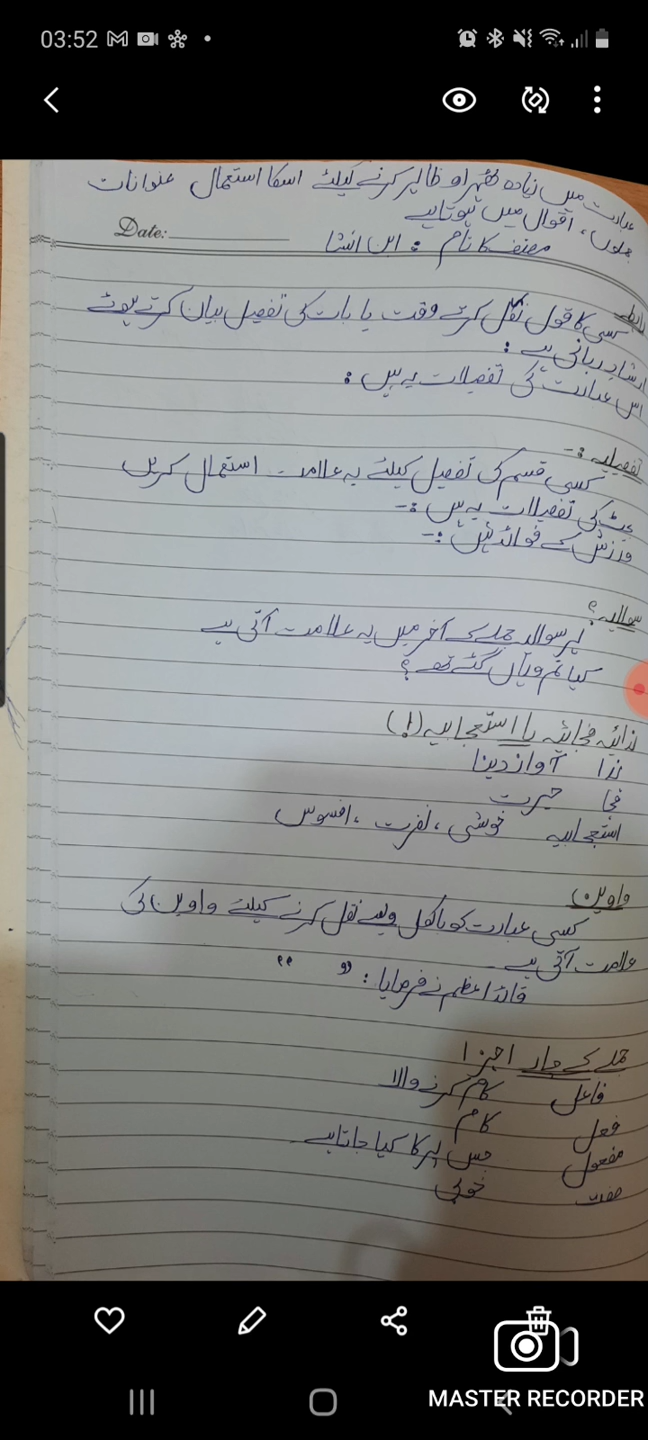 03:52
عبارت میں زیادہ ٹھہراو ظاہر کرنے کیلئے اسکا استعمال عنوانات
جملوں، اقوال میں ہوتا ہے
Date:
مصنف کا نام : ابن انشا
رابطہ
کسی کا قول نقل کرتے وقت یا بات کی تفصیل بیان کرتے ہوئے
ارشاد ربانی ہے :
اس عبارت کی تفصیلات یہ ہیں :
تفصیلیہ :-
کسی قسم کی تفصیل کیلئے یہ علامت استعمال کریں
کی تفصیلات یہ ہیں :-
ورزش کے فوائد ہیں :-
سوالیہ ؟
ہر سوالیہ جملے کے آخر میں یہ علامت آتی ہے
کیا تم وہاں گئے تھے ؟
ندائیہ فجائیہ یا استعجابیہ (!)
ندا آواز دینا
فجا حیرت
استعجابیہ خوشی ، نفرت ، افسوس
واوین
کسی عبارت کو ویسے نقل کرنے کیلئے واوین کی
علامت آتی ہے
قائد اعظم نے فرمایا : ” “
جملے کے چار اجزا
فاعل کام کرنے والا
فعل کام
مفعول جس پر کا کیا جاتا ہے
صفت خوبی
MASTER RECORDER